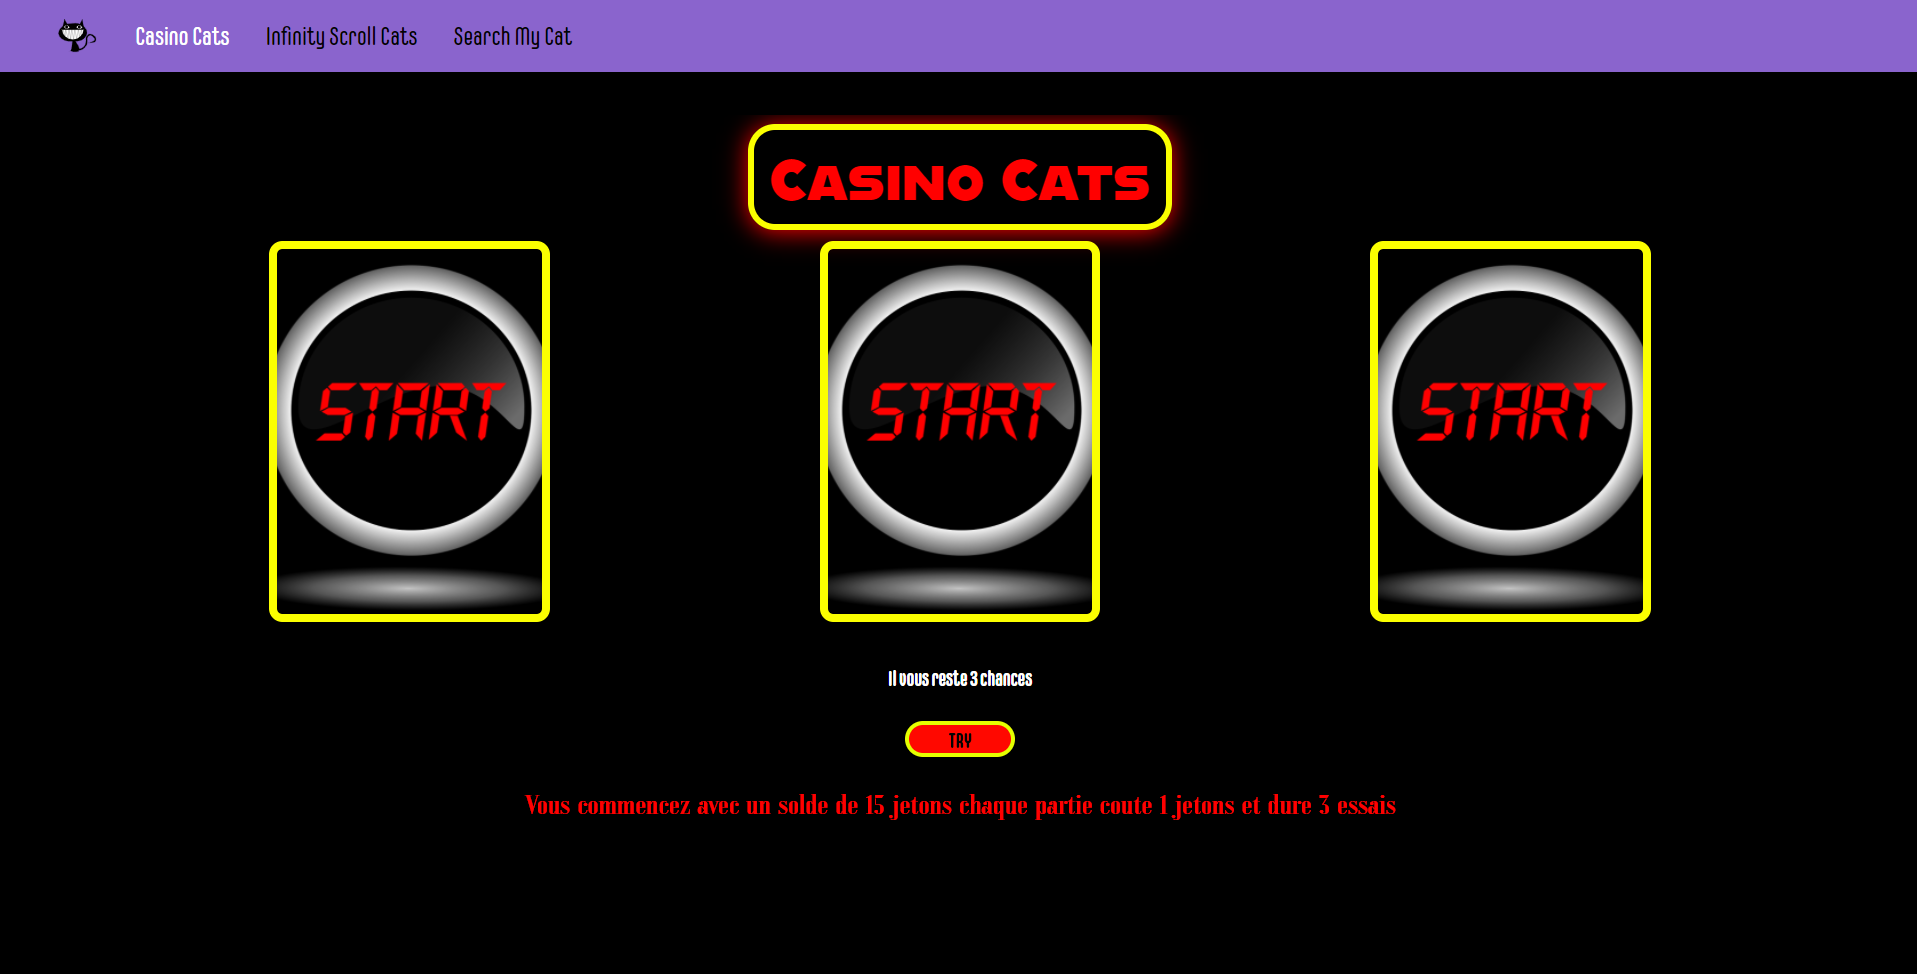 Casino Cats Infinity Scroll Cats Search My Cat
Casino Cats
START START START
Il vous reste 3 chances
TRY
Vous commencez avec un solde de 15 jetons chaque partie coute 1 jetons et dure 3 essais